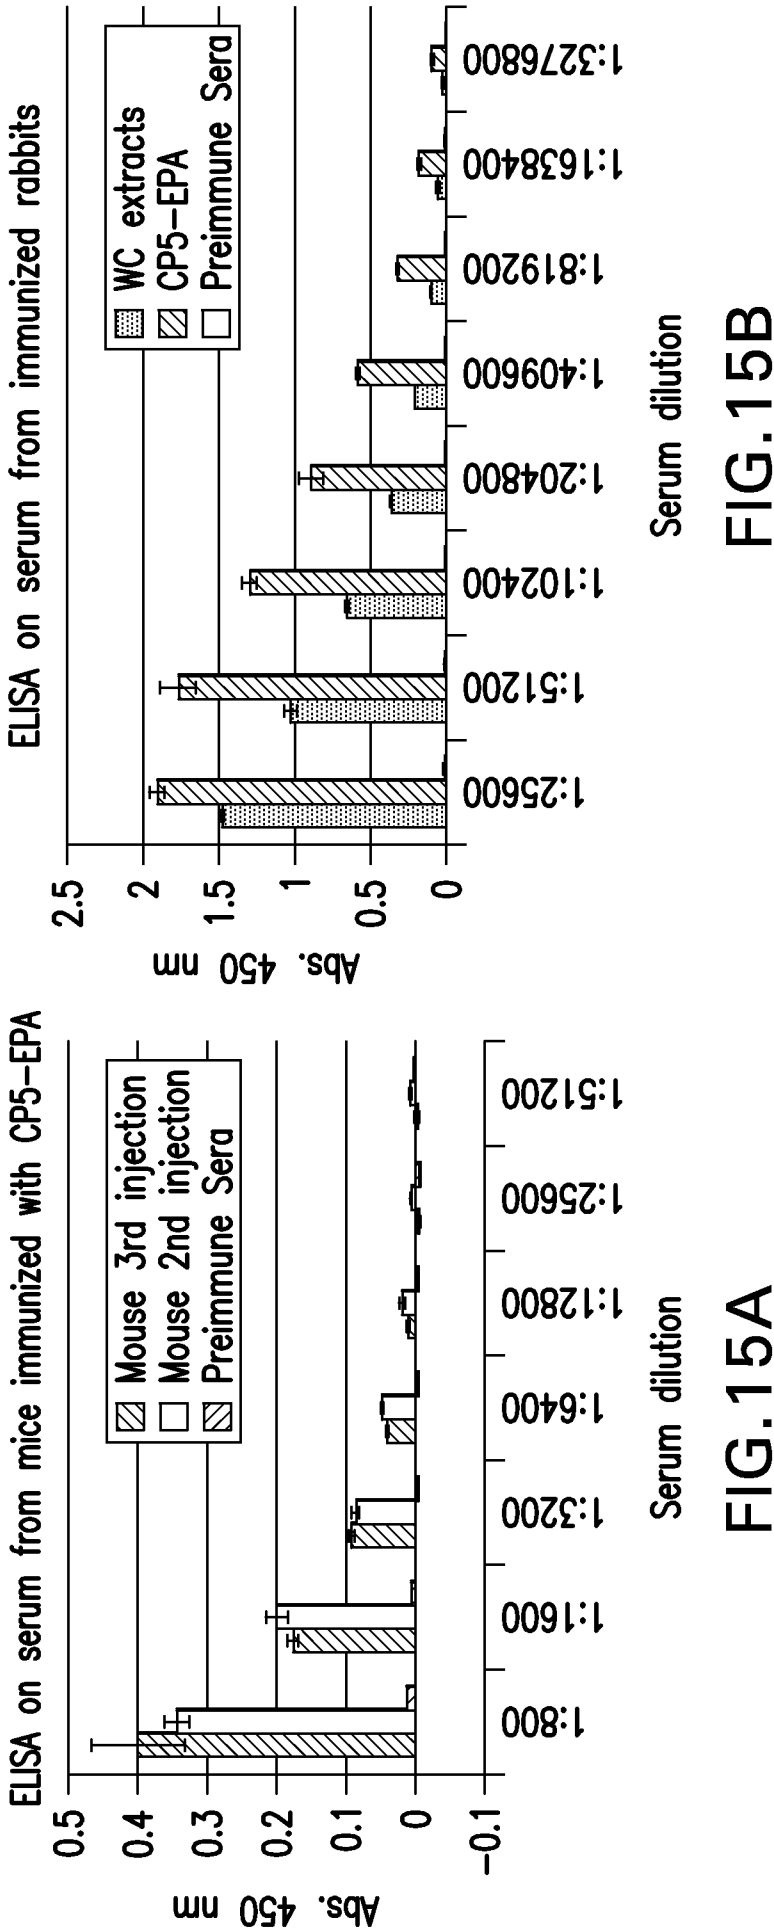 ELISA on serum from mice immunized with CP5-EPA
Abs. 450 nm
0.5
0.4
0.3
0.2
0.1
0
-0.1
Mouse 3rd injection
Mouse 2nd injection
Preimmune Sera
1:800
1:1600
1:3200
1:6400
1:12800
1:25600
1:51200
Serum dilution
FIG.15A
ELISA on serum from immunized rabbits
Abs. 450 nm
2.5
2
1.5
1
0.5
0
WC extracts
CP5-EPA
Preimmune Sera
1:25600
1:51200
1:102400
1:204800
1:409600
1:819200
1:1638400
1:3276800
Serum dilution
FIG.15B